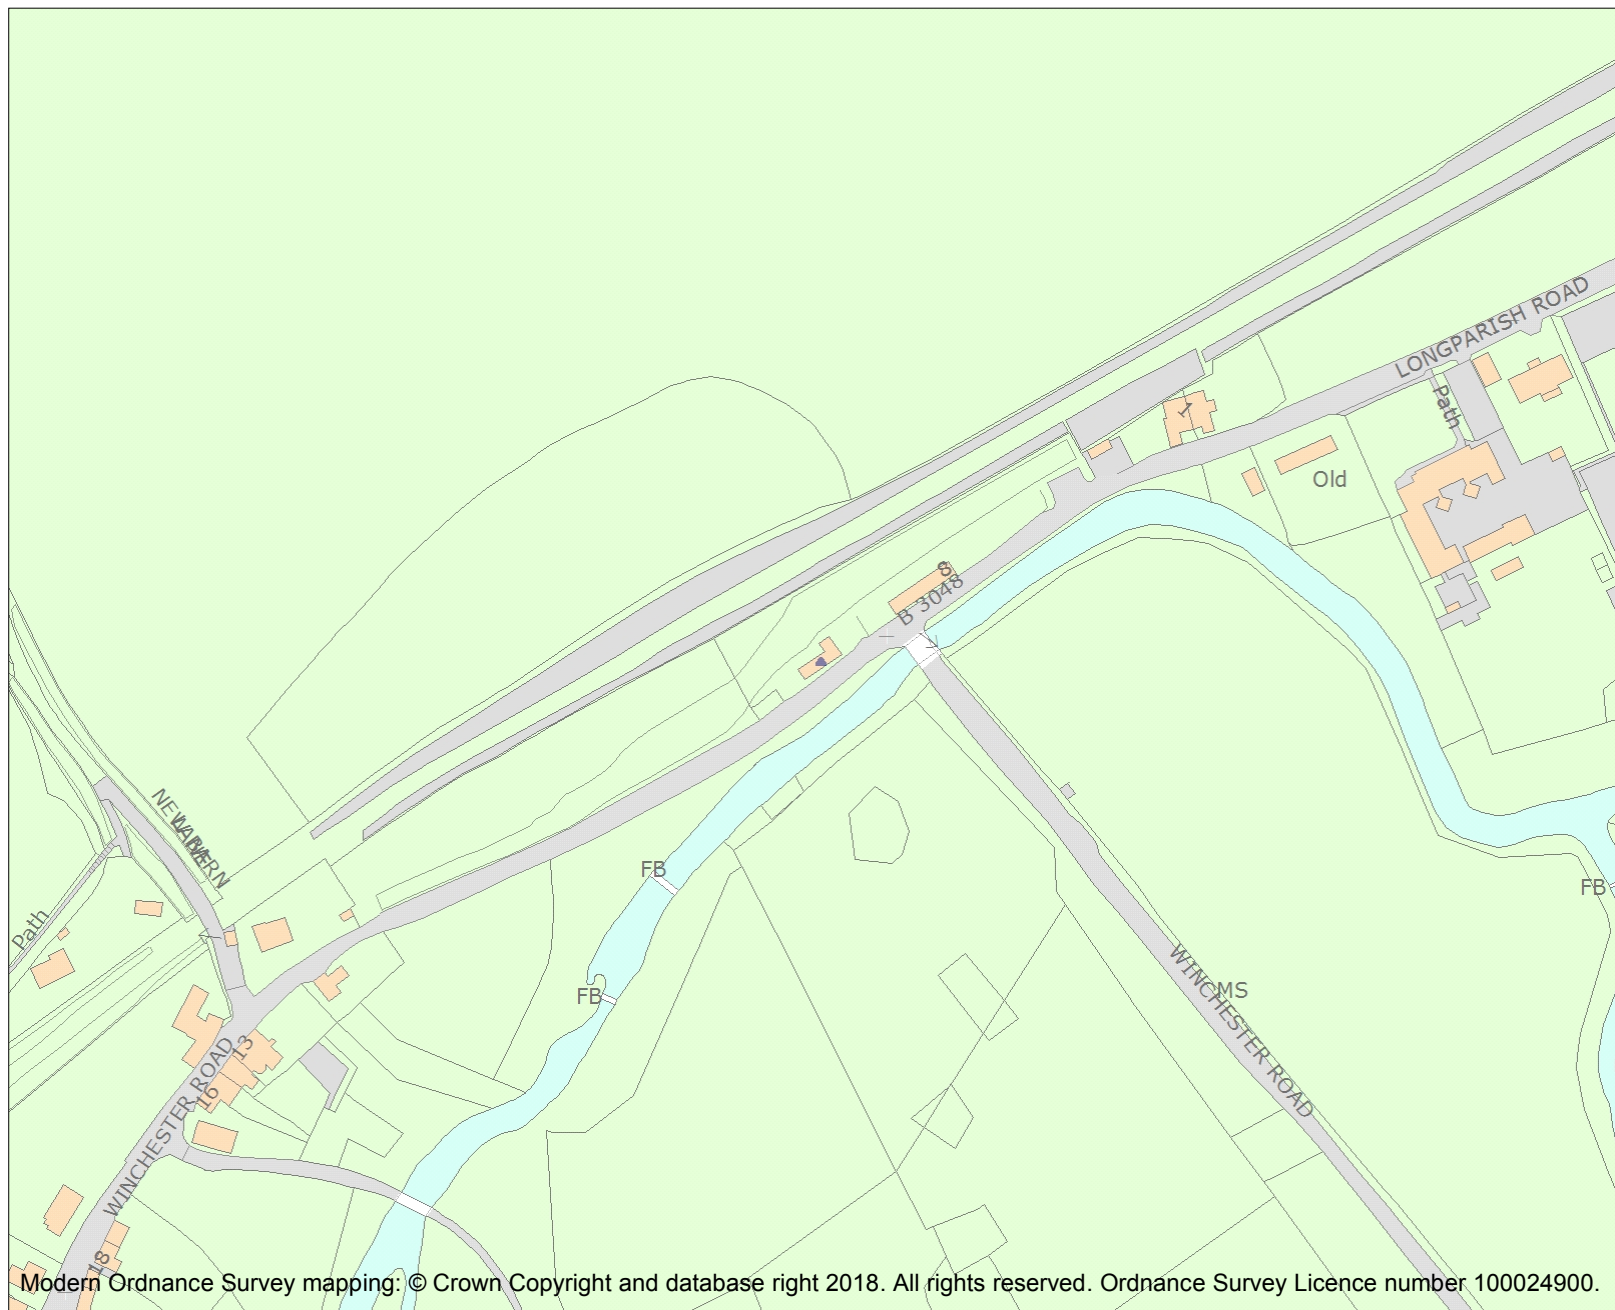 LONGPARISH ROAD
Path
1
Old
8
B 3048
NEW BARN
LANE
FB
FB
Path
FB
MS
WINCHESTER ROAD
13
WINCHESTER ROAD
16
18
Modern Ordnance Survey mapping: © Crown Copyright and database right 2018. All rights reserved. Ordnance Survey Licence number 100024900.